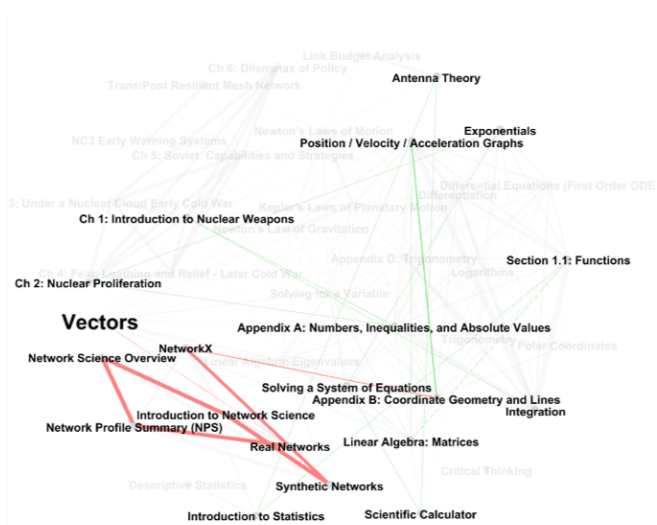 Link Budget Analysis
Ch 6: Dilemmas of Policy
Antenna Theory
Trans/Post Resilient Mesh Network
Newton's Laws of Motion
Exponentials
NC3 Early Warning Systems
Position / Velocity / Acceleration Graphs
Ch 5: Soviet Capabilities and Strategies
Differential Equations (First Order ODE
Differentiation
3: Under a Nuclear Cloud Early Cold War
Kepler's Laws of Planetary Motion
Ch 1: Introduction to Nuclear Weapons
Newton's Law of Gravitation
Appendix D: Trigonometry
Section 1.1: Functions
Ch 4: Fear, Loathing and Relief - Later Cold War
Logarithms
Ch 2: Nuclear Proliferation
Solving for a Variable
Vectors
Appendix A: Numbers, Inequalities, and Absolute Values
Trigonometry
Polar Coordinates
NetworkX
Network Science Overview
Linear Algebra: Eigenvalues
Solving a System of Equations
Appendix B: Coordinate Geometry and Lines
Integration
Introduction to Network Science
Network Profile Summary (NPS)
Real Networks
Linear Algebra: Matrices
Critical Thinking
Descriptive Statistics
Synthetic Networks
Introduction to Statistics
Scientific Calculator